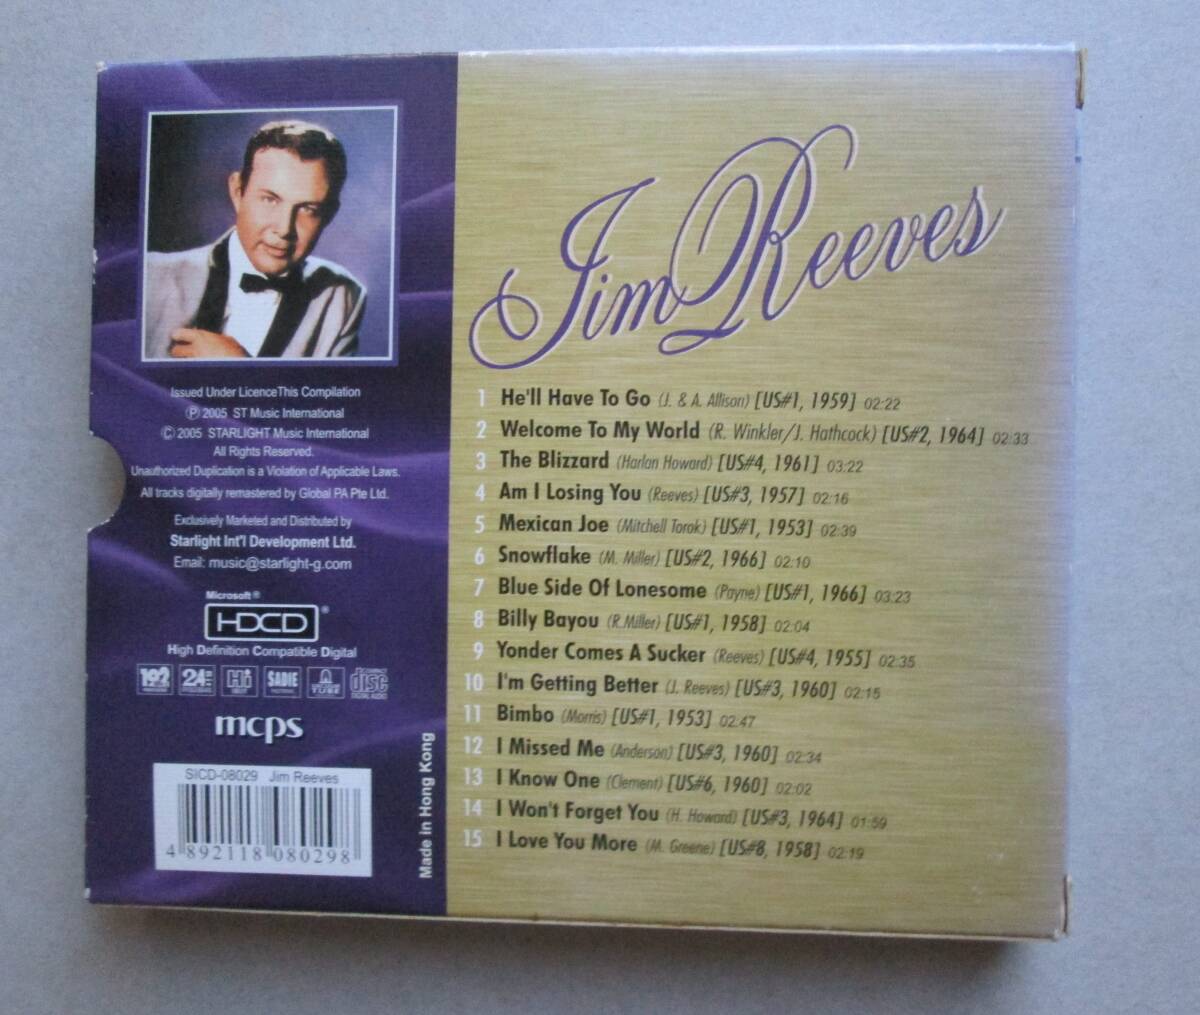 Jim Reeves
Issued Under LicenceThis Compilation
Ⓟ 2005 ST Music International
Ⓒ 2005 STARLIGHT Music International
All Rights Reserved.
Unauthorized Duplication is a Violation of Applicable Laws.
All tracks digitally remastered by Global PA Pte Ltd.
Exclusively Marketed and Distributed by
Starlight Int'l Development Ltd.
Email: music@starlight-g.com
Microsoft®
HDCD®
High Definition Compatible Digital
192 24 Hi SADiE TUBE COMPACT disc DIGITAL AUDIO
mcps
SICD-08029 Jim Reeves
4 892118 080298
Made in Hong Kong
1 He'll Have To Go (J. & A. Allison) [US#1, 1959] 02:22
2 Welcome To My World (R. Winkler/J. Hathcock) [US#2, 1964] 02:33
3 The Blizzard (Harlan Howard) [US#4, 1961] 03:22
4 Am I Losing You (Reeves) [US#3, 1957] 02:16
5 Mexican Joe (Mitchell Torok) [US#1, 1953] 02:39
6 Snowflake (M. Miller) [US#2, 1966] 02:10
7 Blue Side Of Lonesome (Payne) [US#1, 1966] 03:23
8 Billy Bayou (R.Miller) [US#1, 1958] 02:04
9 Yonder Comes A Sucker (Reeves) [US#4, 1955] 02:35
10 I'm Getting Better (J. Reeves) [US#3, 1960] 02:15
11 Bimbo (Morris) [US#1, 1953] 02:47
12 I Missed Me (Anderson) [US#3, 1960] 02:34
13 I Know One (Clement) [US#6, 1960] 02:02
14 I Won't Forget You (H. Howard) [US#3, 1964] 01:59
15 I Love You More (M. Greene) [US#8, 1958] 02:19